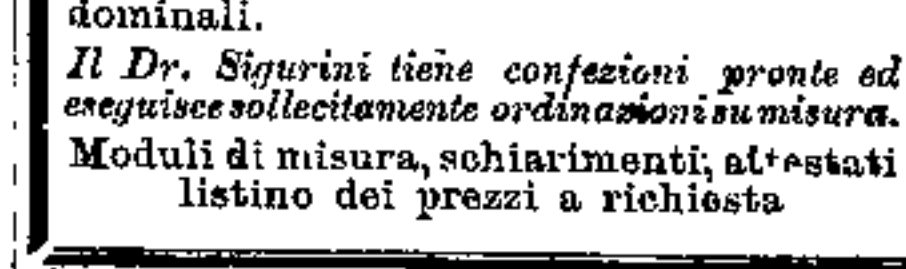 dominali.
Il Dr. Sigurini tiene confezioni pronte ed
eseguisce sollecitamente ordinazioni su misura.
Moduli di misura, schiarimenti, attestati
listino dei prezzi a richiesta